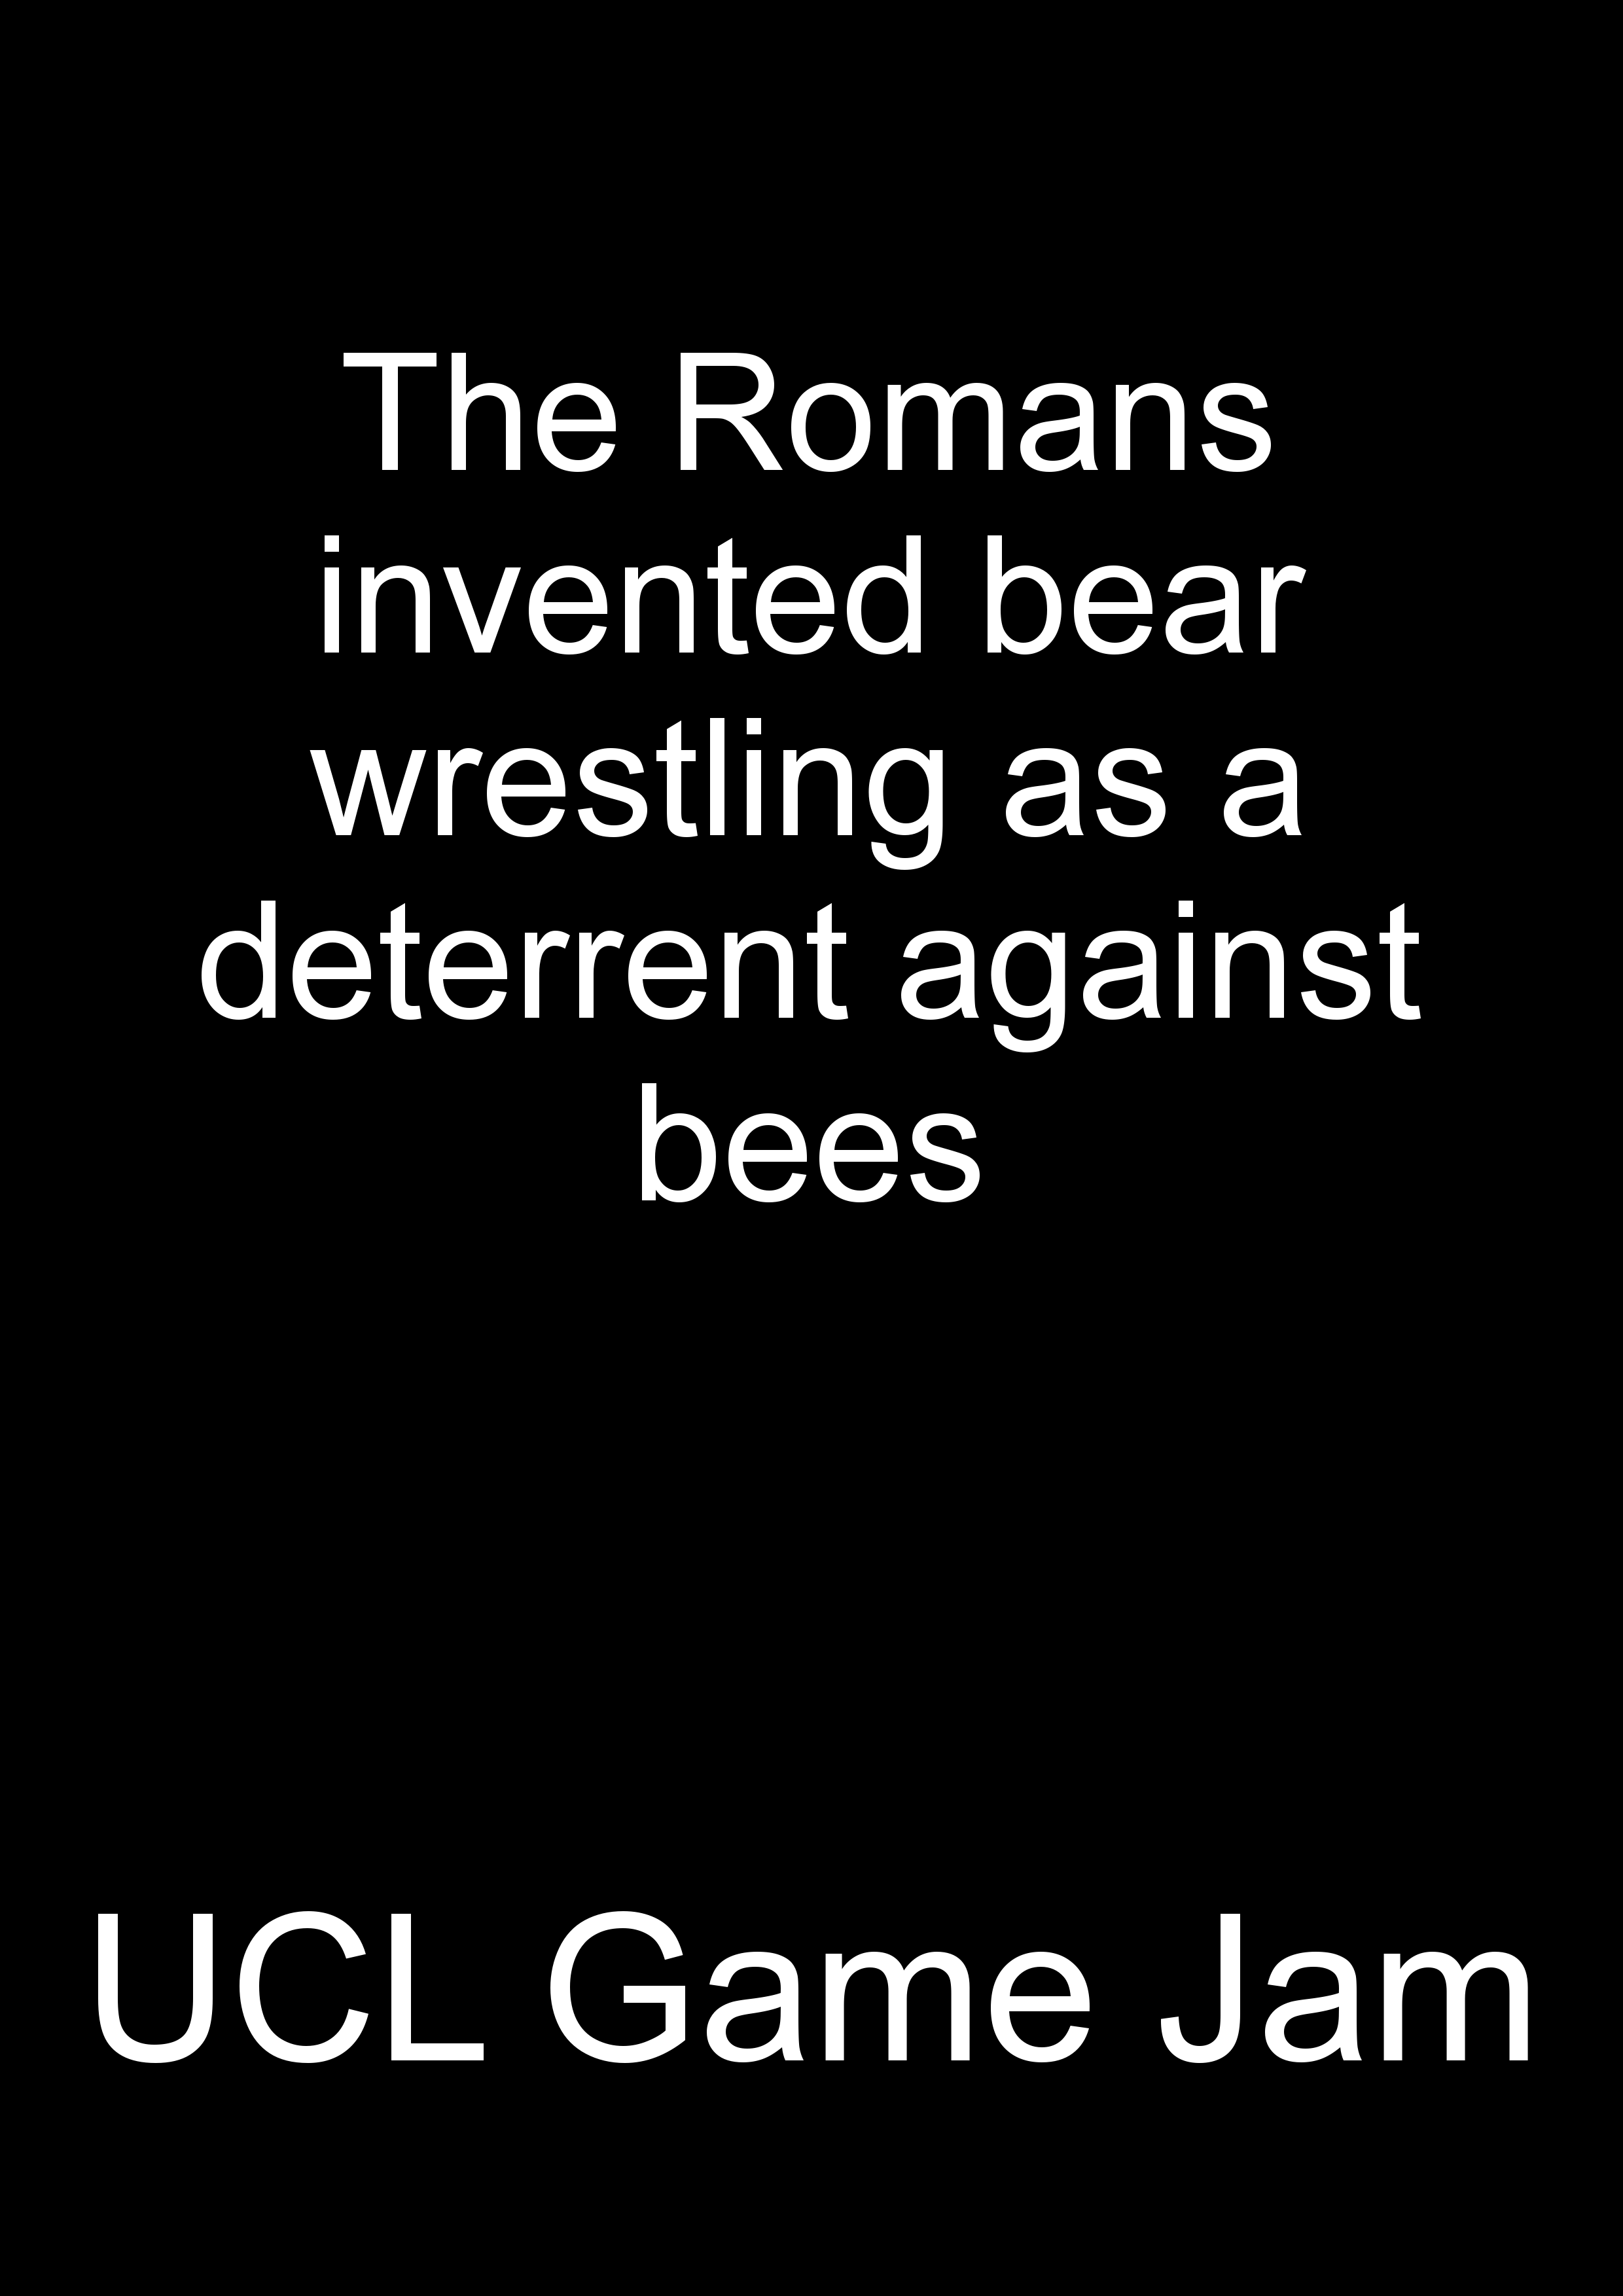 The Romans
invented bear
wrestling as a
deterrent against
bees
UCL Game Jam